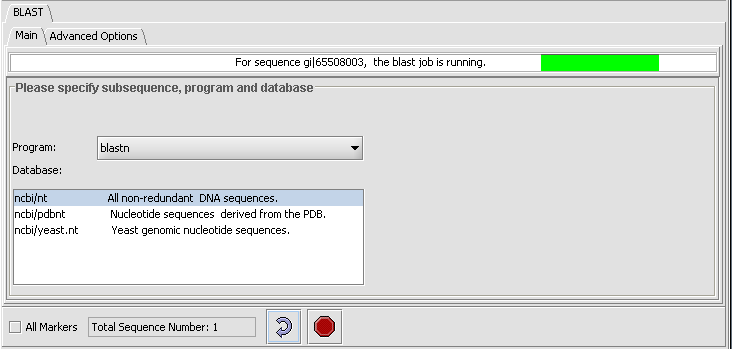 BLAST
Main Advanced Options
For sequence gi|65508003, the blast job is running.
Please specify subsequence, program and database
Program: blastn
Database:
ncbi/nt All non-redundant DNA sequences.
ncbi/pdbnt Nucleotide sequences derived from the PDB.
ncbi/yeast.nt Yeast genomic nucleotide sequences.
All Markers Total Sequence Number: 1